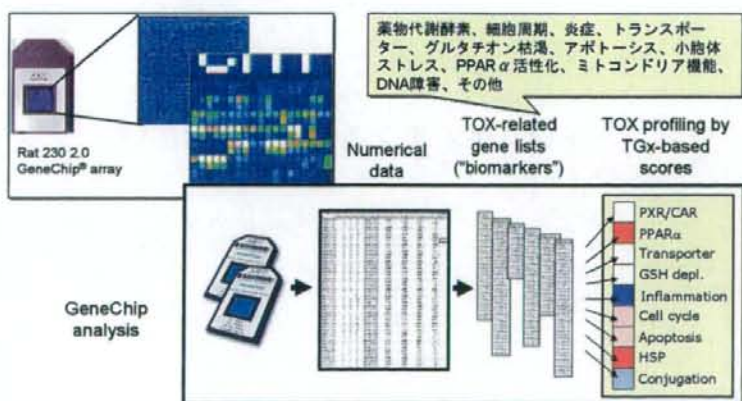 薬物代謝酵素、細胞周期、炎症、トランスポー
ター、グルタチオン枯渇、アポトーシス、小胞体
ストレス、PPARα活性化、ミトコンドリア機能、
DNA障害、その他
Rat 230 2.0
GeneChip® array
Numerical
data
TOX-related
gene lists
("biomarkers")
TOX profiling by
TGx-based
scores
GeneChip
analysis
PXR/CAR
PPARα
Transporter
GSH depl.
Inflammation
Cell cycle
Apoptosis
HSP
Conjugation